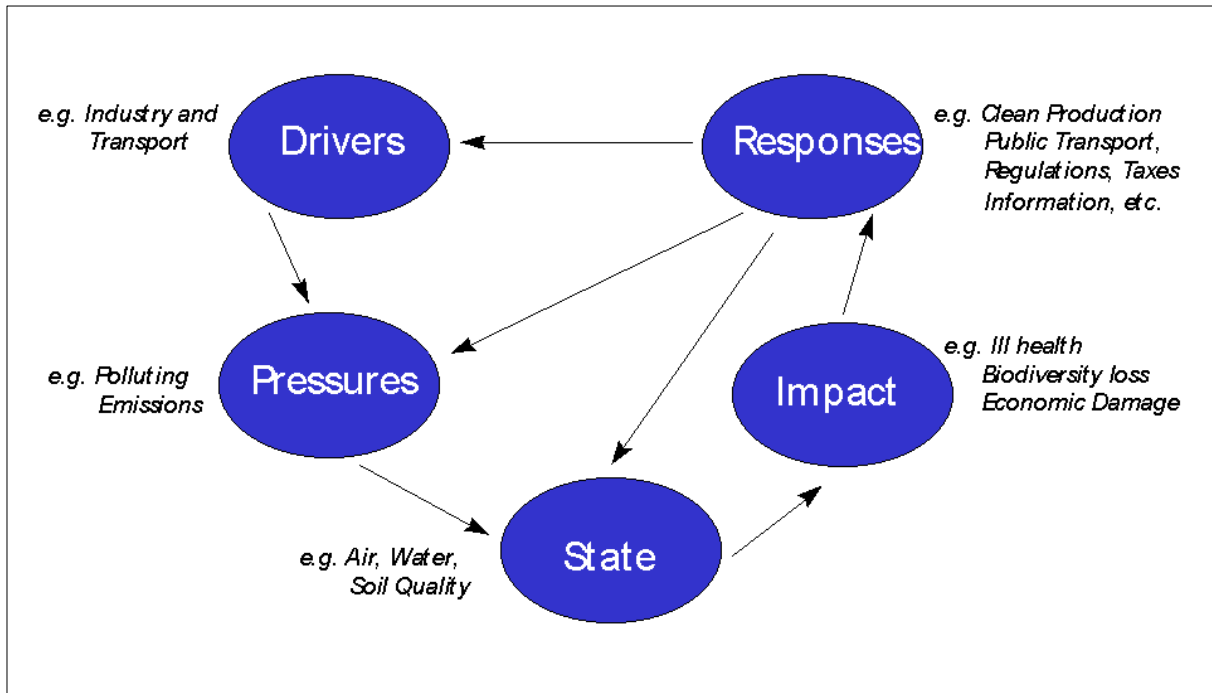 e.g. Industry and
Transport
Drivers
Responses
e.g. Clean Production
Public Transport,
Regulations, Taxes
Information, etc.
e.g. Polluting
Emissions
Pressures
Impact
e.g. Ill health
Biodiversity loss
Economic Damage
e.g. Air, Water,
Soil Quality
State